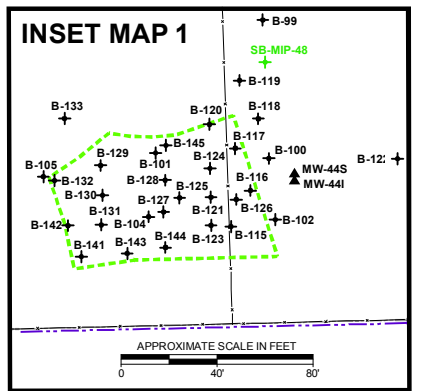 INSET MAP 1
B-99
SB-MIP-48
B-119
B-133
B-120
B-118
B-117
B-145
B-129
B-101
B-100
B-122
B-105
B-132
B-128
B-124
MW-44S
MW-44I
B-130
B-125
B-116
B-127
B-126
B-131
B-104
B-121
B-102
B-142
B-123
B-115
B-141
B-143
B-144
APPROXIMATE SCALE IN FEET
0 40' 80'